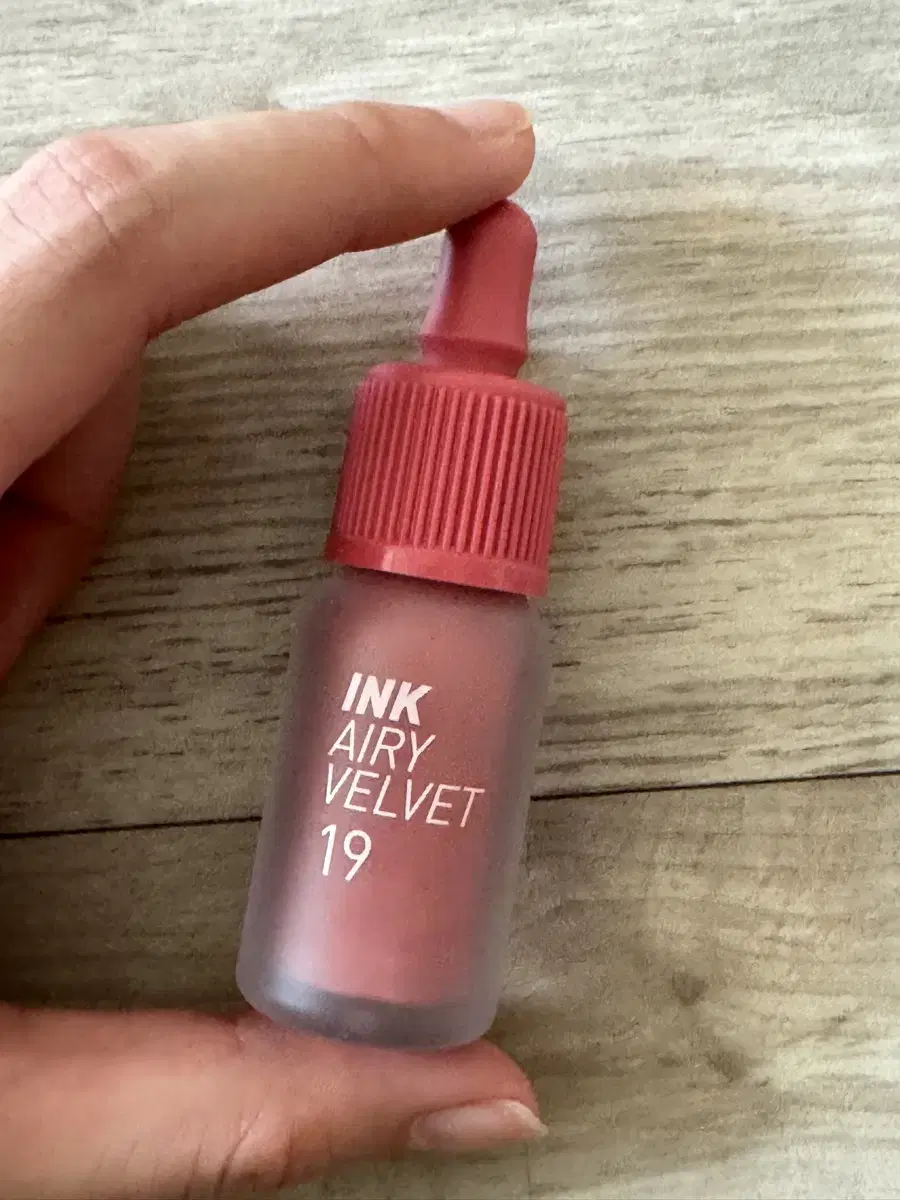 INK
AIRY
VELVET
19